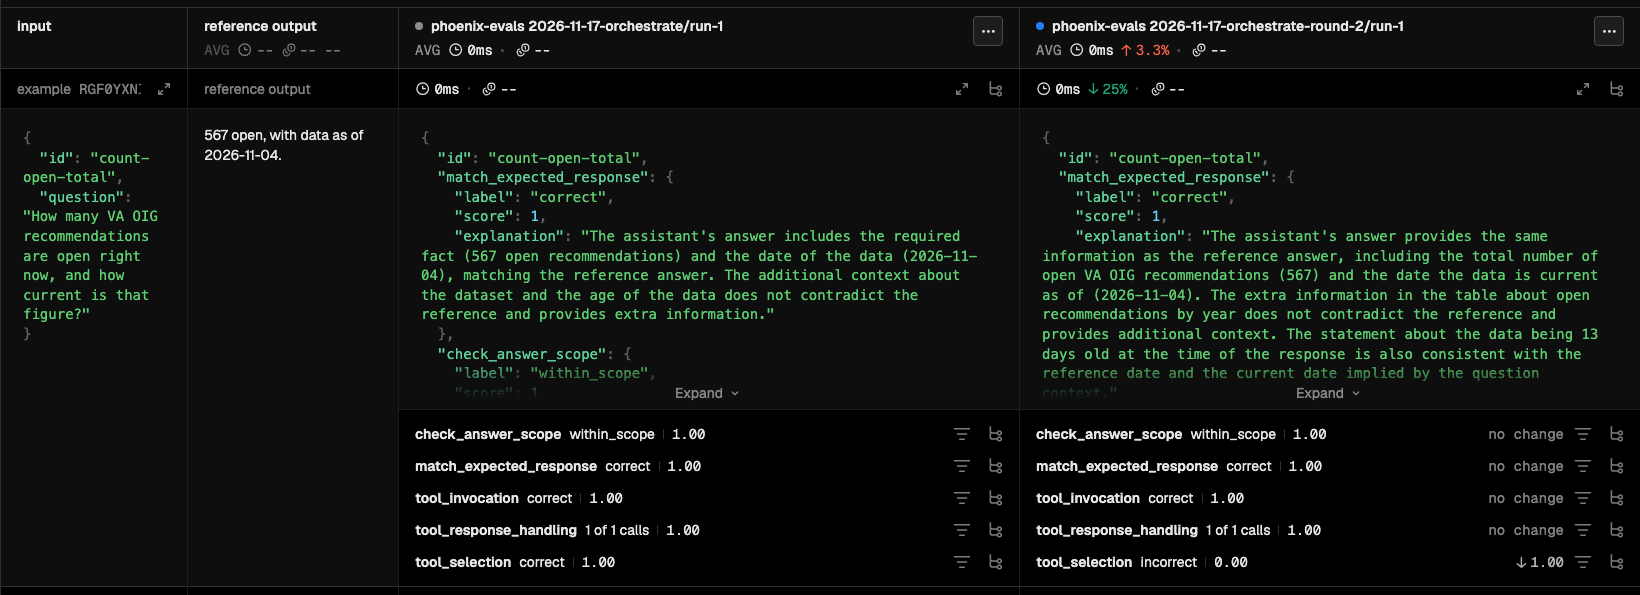 input
reference output
AVG -- -- --
phoenix-evals 2026-11-17-orchestrate/run-1
AVG 0ms · --
phoenix-evals 2026-11-17-orchestrate-round-2/run-1
AVG 0ms ↑ 3.3% · --
example RGF0YXN
reference output
0ms · --
0ms ↓ 25% · --
{
"id": "count-
open-total",
"question":
"How many VA OIG
recommendations
are open right
now, and how
current is that
figure?"
}
567 open, with data as of
2026-11-04.
{
"id": "count-open-total",
"match_expected_response": {
"label": "correct",
"score": 1,
"explanation": "The assistant's answer includes the required
fact (567 open recommendations) and the date of the data (2026-11-
04), matching the reference answer. The additional context about
the dataset and the age of the data does not contradict the
reference and provides extra information."
},
"check_answer_scope": {
"label": "within_scope",
"score": 1,
Expand
check_answer_scope within_scope 1.00
match_expected_response correct 1.00
tool_invocation correct 1.00
tool_response_handling 1 of 1 calls 1.00
tool_selection correct 1.00
{
"id": "count-open-total",
"match_expected_response": {
"label": "correct",
"score": 1,
"explanation": "The assistant's answer provides the same
information as the reference answer, including the total number of
open VA OIG recommendations (567) and the date the data is current
as of (2026-11-04). The extra information in the table about open
recommendations by year does not contradict the reference and
provides additional context. The statement about the data being 13
days old at the time of the response is also consistent with the
reference date and the current date implied by the question
context."
Expand
check_answer_scope within_scope 1.00 no change
match_expected_response correct 1.00 no change
tool_invocation correct 1.00 no change
tool_response_handling 1 of 1 calls 1.00 no change
tool_selection incorrect 0.00 ↓ 1.00